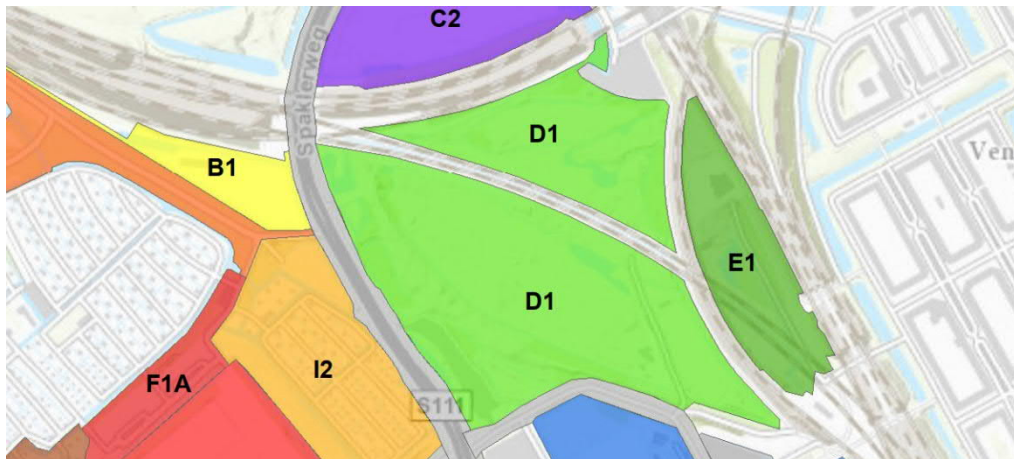 C2
Spaklerweg
D1
B1
Ven
E1
D1
I2
F1A
S111